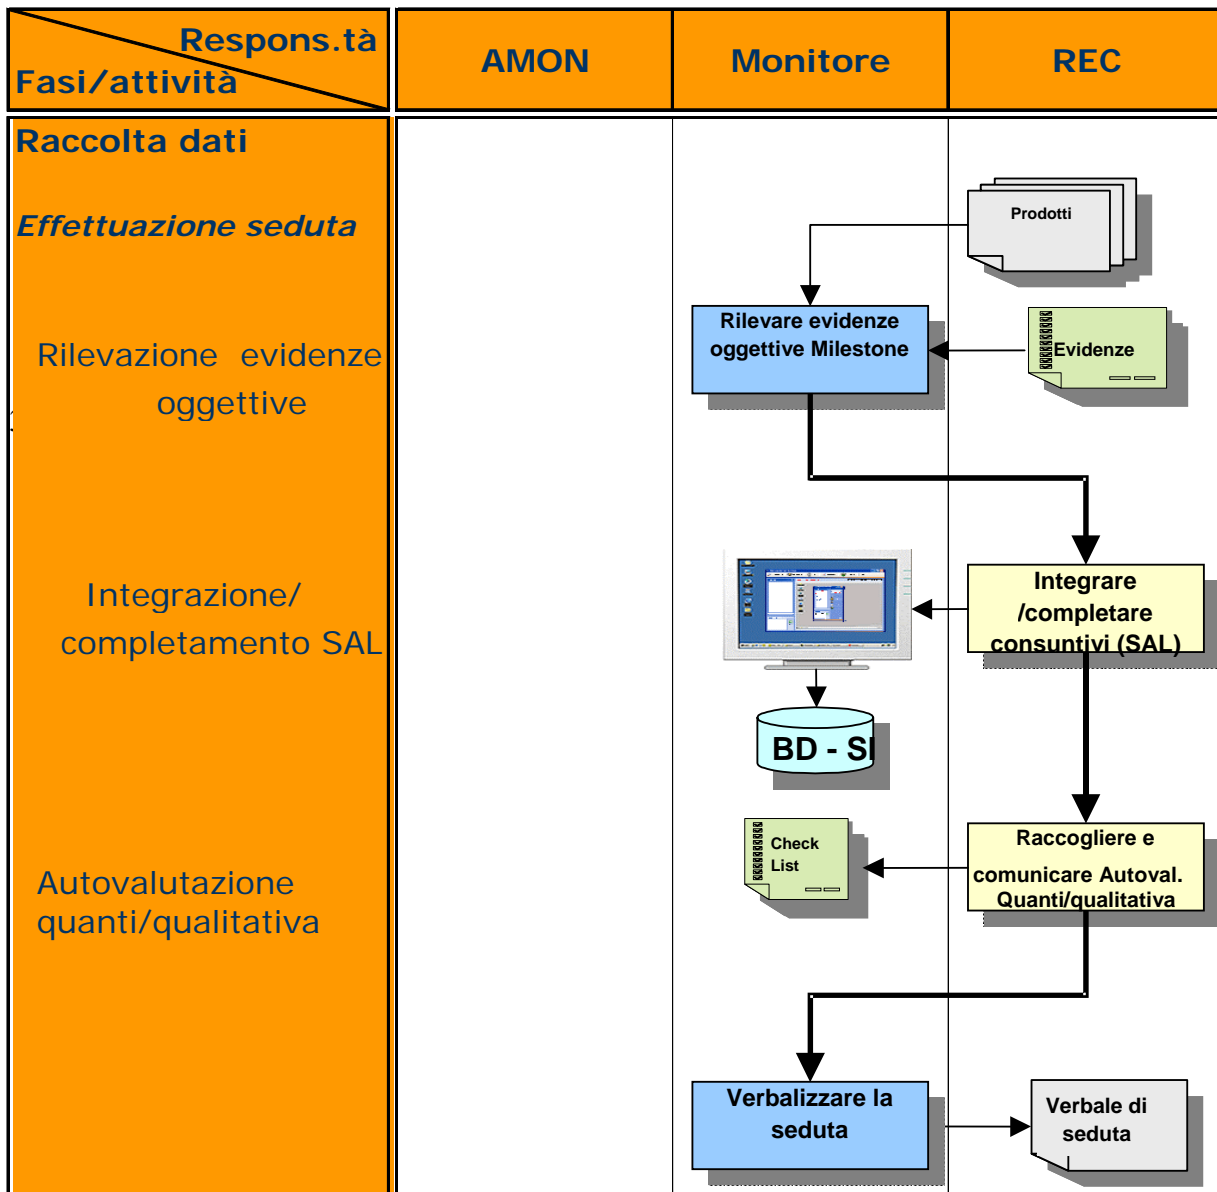 Respons.tà
Fasi/attività
AMON
Monitore
REC
Raccolta dati
Effettuazione seduta
Prodotti
Rilevazione evidenze
oggettive
Rilevare evidenze
oggettive Milestone
Evidenze
Integrazione/
completamento SAL
Integrare
/completare
consuntivi (SAL)
BD - SI
Autovalutazione
quanti/qualitativa
Check
List
Raccogliere e
comunicare Autoval.
Quanti/qualitativa
Verbalizzare la
seduta
Verbale di
seduta